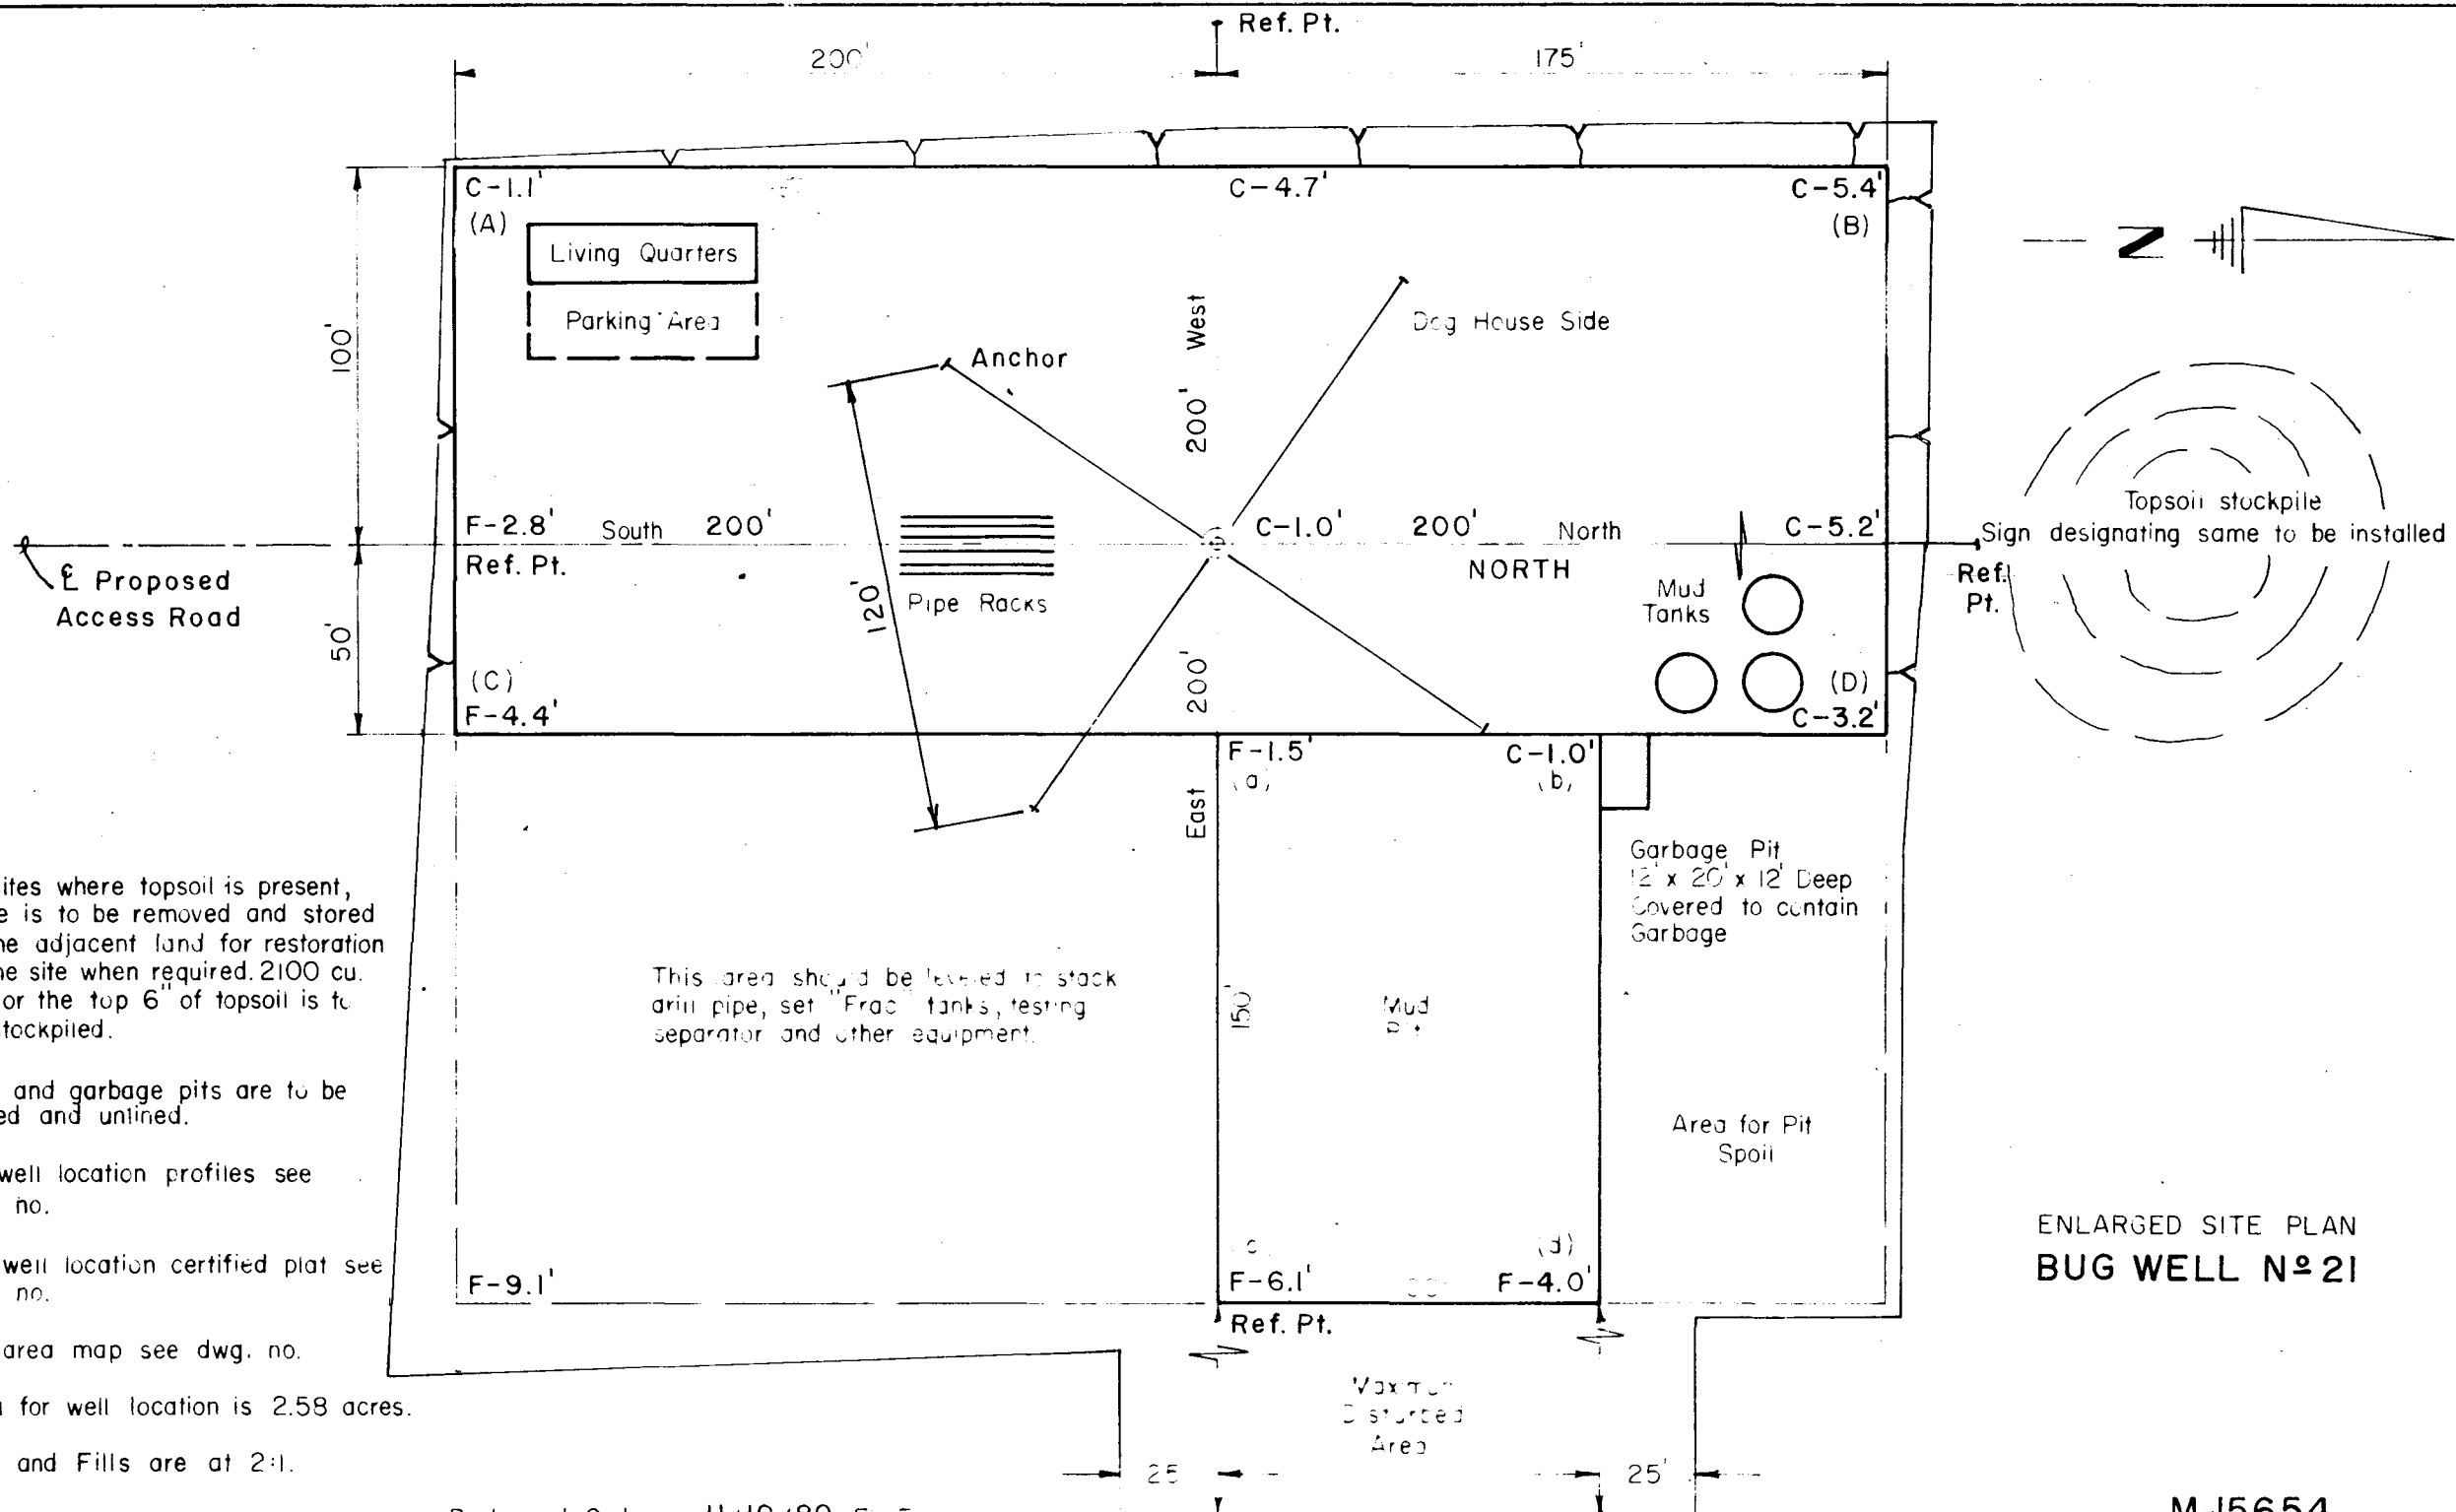 Ref. Pt.
200'
175'
C-1.1'
C-4.7'
C-5.4'
(A)
(B)
Living Quarters
Parking Area
Anchor
Dog House Side
200' West
100'
N
F-2.8'
South 200'
C-1.0'
200' North
C-5.2'
Ref. Pt.
NORTH
Topsoil stockpile
Sign designating same to be installed
Ref.
Pt.
℄ Proposed
Access Road
50'
120'
Pipe Racks
Mud
Tanks
(C)
F-4.4'
200'
East
(D)
C-3.2'
F-1.5'
(a)
C-1.0'
(b)
Garbage Pit
12' x 20' x 12' Deep
Covered to contain
Garbage
ites where topsoil is present,
e is to be removed and stored
ne adjacent land for restoration
ne site when required. 2100 cu.
or the top 6" of topsoil is to
tockpiled.
This area should be leveled to stack
drill pipe, set "Frac" tanks, testing
separator and other equipment.
150'
Mud
Pit
and garbage pits are to be
ed and unlined.
Area for Pit
Spoil
well location profiles see
no.
well location certified plat see
no.
F-9.1'
c
F-6.1'
(d)
F-4.0'
Ref. Pt.
ENLARGED SITE PLAN
BUG WELL Nº 21
area map see dwg. no.
for well location is 2.58 acres.
and Fills are at 2:1.
Maximum
Disturbed
Area
25
25'
MJ5654